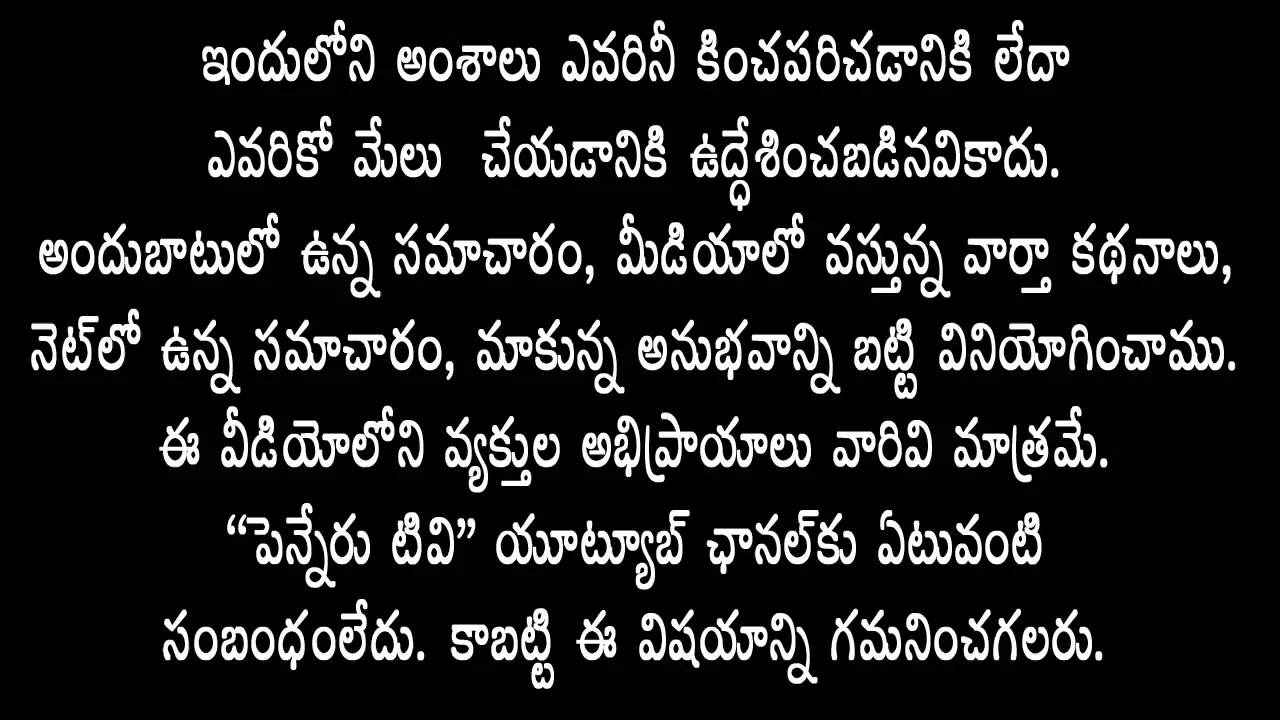 ఇందులోని అంశాలు ఎవరినీ కించపరిచడానికి లేదా
ఎవరికో మేలు చేయడానికి ఉద్ధేశించబడినవికాదు.
అందుబాటులో ఉన్న సమాచారం, మీడియాలో వస్తున్న వార్తా కథనాలు,
నెట్‌లో ఉన్న సమాచారం, మాకున్న అనుభవాన్ని బట్టి వినియోగించాము.
ఈ వీడియోలోని వ్యక్తుల అభిప్రాయాలు వారివి మాత్రమే.
“పెన్నేరు టివి” యూట్యూబ్ ఛానల్‌కు ఏటువంటి
సంబంధంలేదు. కాబట్టి ఈ విషయాన్ని గమనించగలరు.